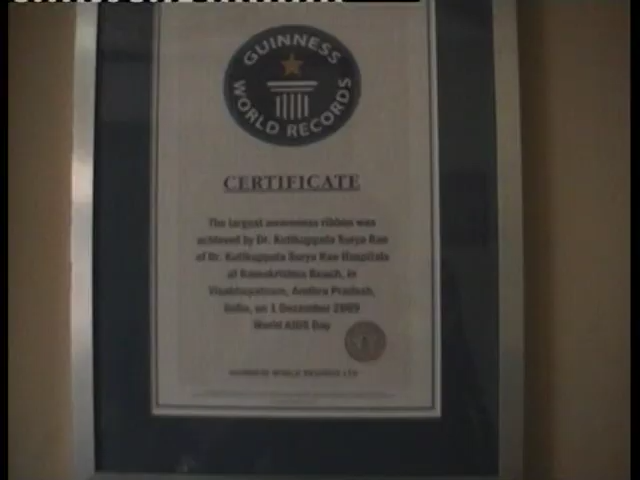 GUINNESS
WORLD RECORDS
CERTIFICATE
The largest awareness ribbon was
achieved by Dr. Kutikuppala Surya Rao
of Dr. Kutikuppala Surya Rao Hospitals
at Ramakrishna Beach, in
Visakhapatnam, Andhra Pradesh,
India, on 1 December 2009
World AIDS Day
GUINNESS WORLD RECORDS LTD